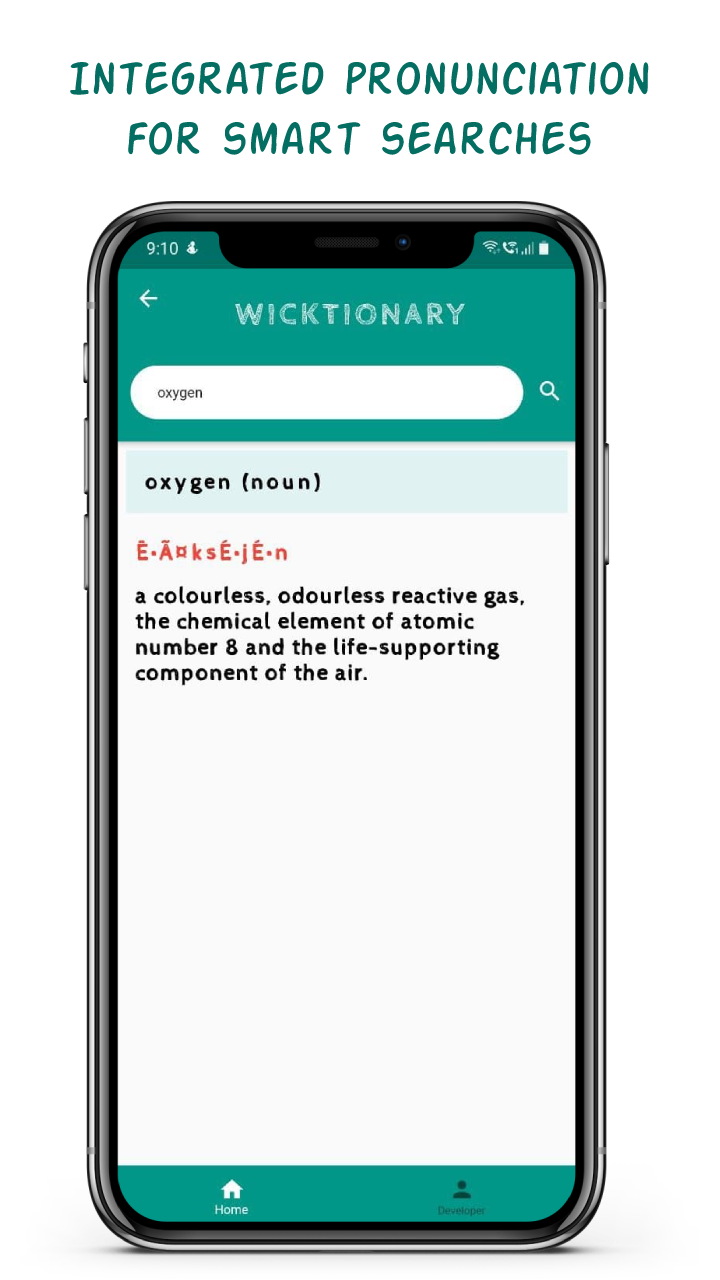 INTEGRATED PRONUNCIATION
FOR SMART SEARCHES
9:10
WICKTIONARY
oxygen
oxygen (noun)
Ë·Ã¤ksÉ·jÉ·n
a colourless, odourless reactive gas,
the chemical element of atomic
number 8 and the life-supporting
component of the air.
Home
Developer